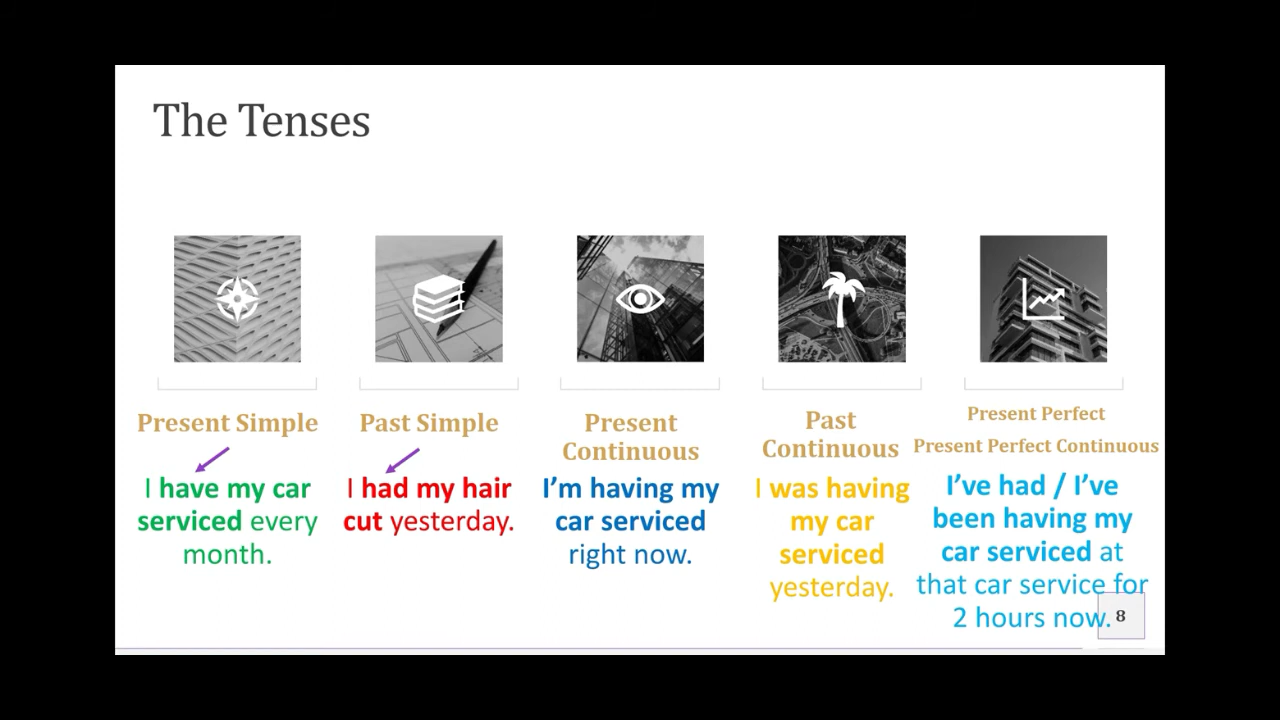 The Tenses
Present Simple
I have my car
serviced every
month.
Past Simple
I had my hair
cut yesterday.
Present
Continuous
I'm having my
car serviced
right now.
Past
Continuous
I was having
my car
serviced
yesterday.
Present Perfect
Present Perfect Continuous
I've had / I've
been having my
car serviced at
that car service for
2 hours now.
8